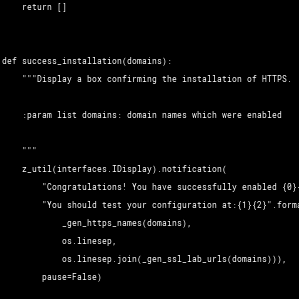 return []
def success_installation(domains):
"""Display a box confirming the installation of HTTPS.
:param list domains: domain names which were enabled
"""
z_util(interfaces.IDisplay).notification(
"Congratulations! You have successfully enabled {0}
"You should test your configuration at:{1}{2}".forma
_gen_https_names(domains),
os.linesep,
os.linesep.join(_gen_ssl_lab_urls(domains))),
pause=False)